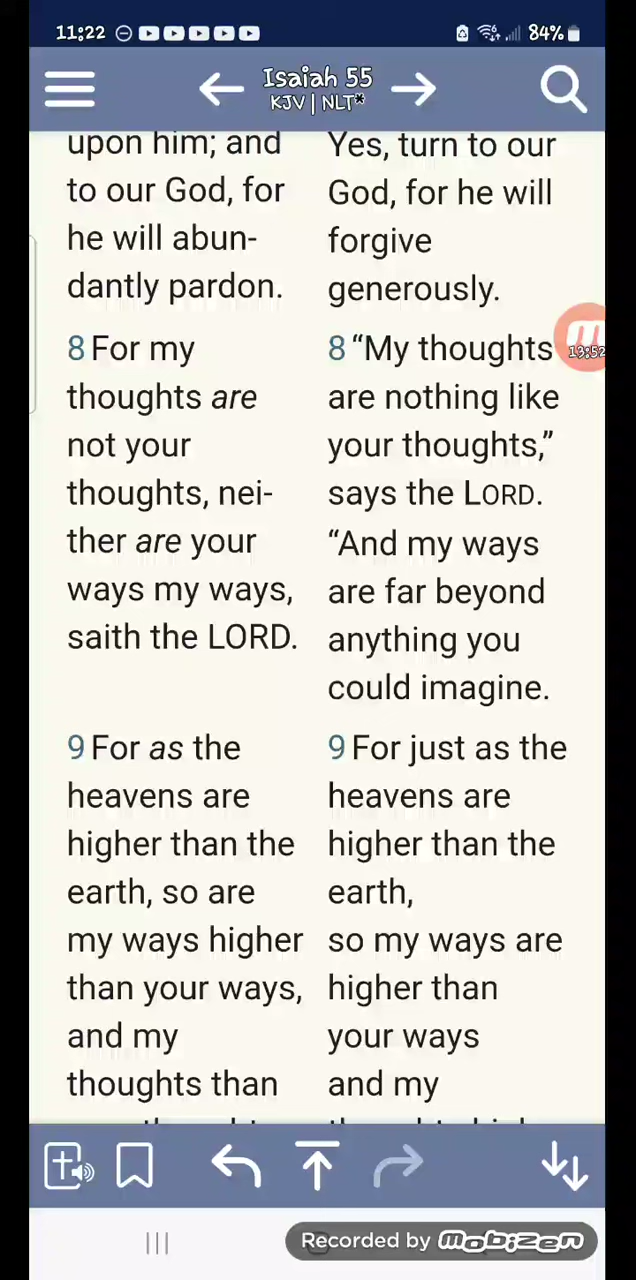 11:22
84%
Isaiah 55
KJV | NLT*
upon him; and
to our God, for
he will abun-
dantly pardon.
8 For my
thoughts are
not your
thoughts, nei-
ther are your
ways my ways,
saith the LORD.
9 For as the
heavens are
higher than the
earth, so are
my ways higher
than your ways,
and my
thoughts than
Yes, turn to our
God, for he will
forgive
generously.
8 “My thoughts
are nothing like
your thoughts,”
says the LORD.
“And my ways
are far beyond
anything you
could imagine.
9 For just as the
heavens are
higher than the
earth,
so my ways are
higher than
your ways
and my
13:52
Recorded by mobizen